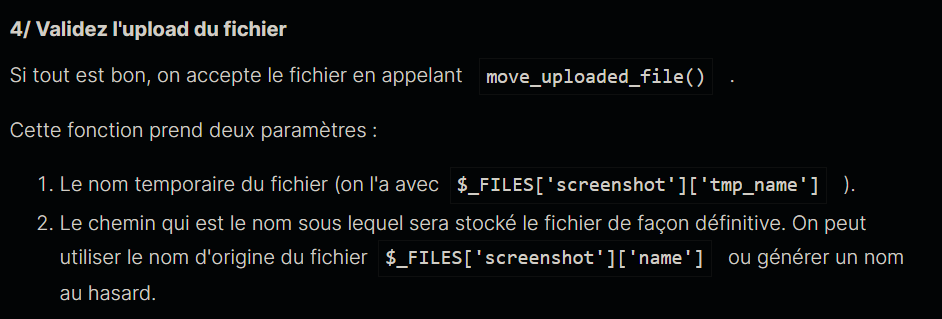 4/ Validez l'upload du fichier
Si tout est bon, on accepte le fichier en appelant move_uploaded_file() .
Cette fonction prend deux paramètres :
1. Le nom temporaire du fichier (on l'a avec $_FILES['screenshot']['tmp_name'] ).
2. Le chemin qui est le nom sous lequel sera stocké le fichier de façon définitive. On peut
utiliser le nom d'origine du fichier $_FILES['screenshot']['name'] ou générer un nom
au hasard.